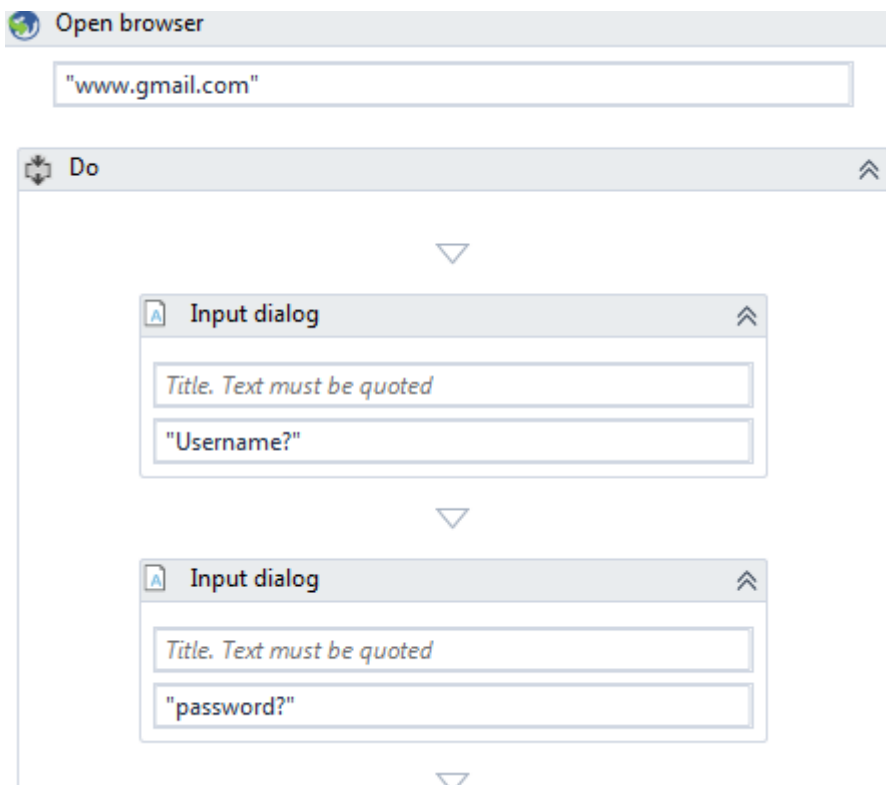 Open browser
"www.gmail.com"
Do
Input dialog
Title. Text must be quoted
"Username?"
Input dialog
Title. Text must be quoted
"password?"